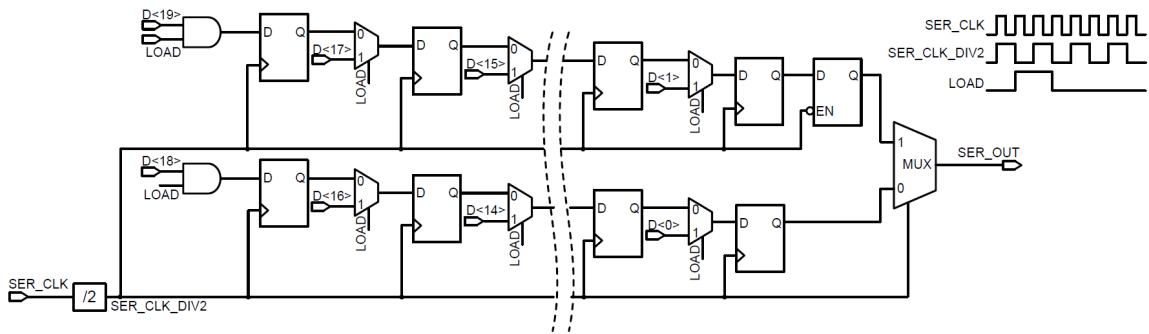 D<19>
LOAD
D Q
D<17>
0
1
LOAD
D Q
D<15>
0
1
LOAD
D Q
D<1>
0
1
LOAD
D Q
D Q
EN
1
MUX
0
SER_OUT
SER_CLK
SER_CLK_DIV2
LOAD
D<18>
LOAD
D Q
D<16>
0
1
LOAD
D Q
D<14>
0
1
LOAD
D Q
D<0>
0
1
LOAD
D Q
SER_CLK
/2
SER_CLK_DIV2